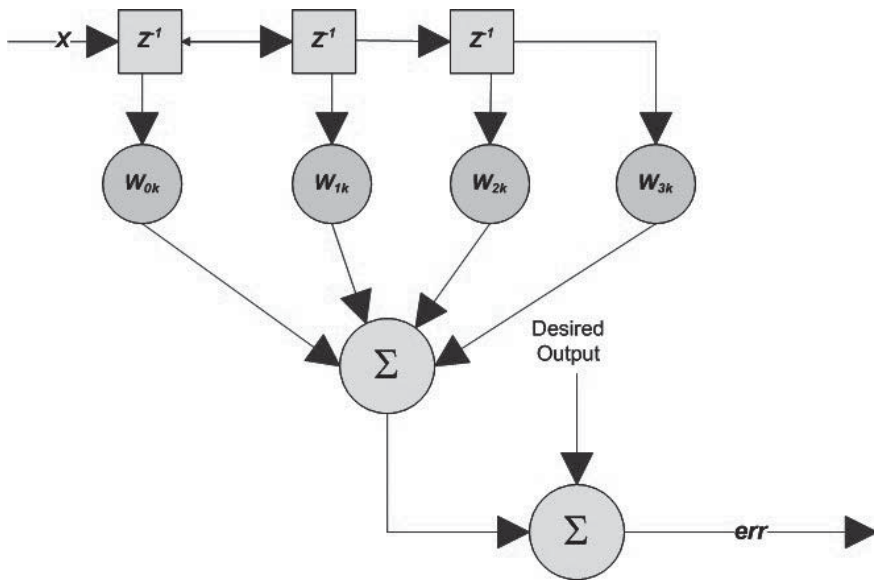 X
Z⁻¹
Z⁻¹
Z⁻¹
W₀ₖ
W₁ₖ
W₂ₖ
W₃ₖ
Σ
Desired
Output
Σ
err